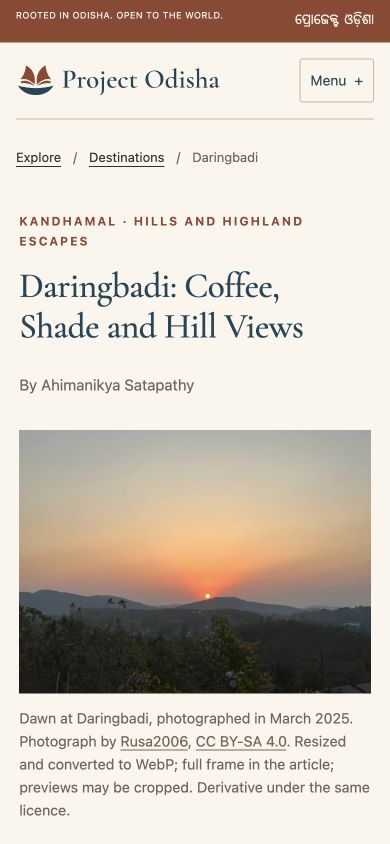 ROOTED IN ODISHA. OPEN TO THE WORLD.
ପ୍ରୋଜେକ୍ଟ ଓଡ଼ିଶା
Project Odisha
Menu +
Explore / Destinations / Daringbadi
KANDHAMAL · HILLS AND HIGHLAND
ESCAPES
Daringbadi: Coffee,
Shade and Hill Views
By Ahimanikya Satapathy
Dawn at Daringbadi, photographed in March 2025.
Photograph by Rusa2006, CC BY-SA 4.0. Resized
and converted to WebP; full frame in the article;
previews may be cropped. Derivative under the same
licence.